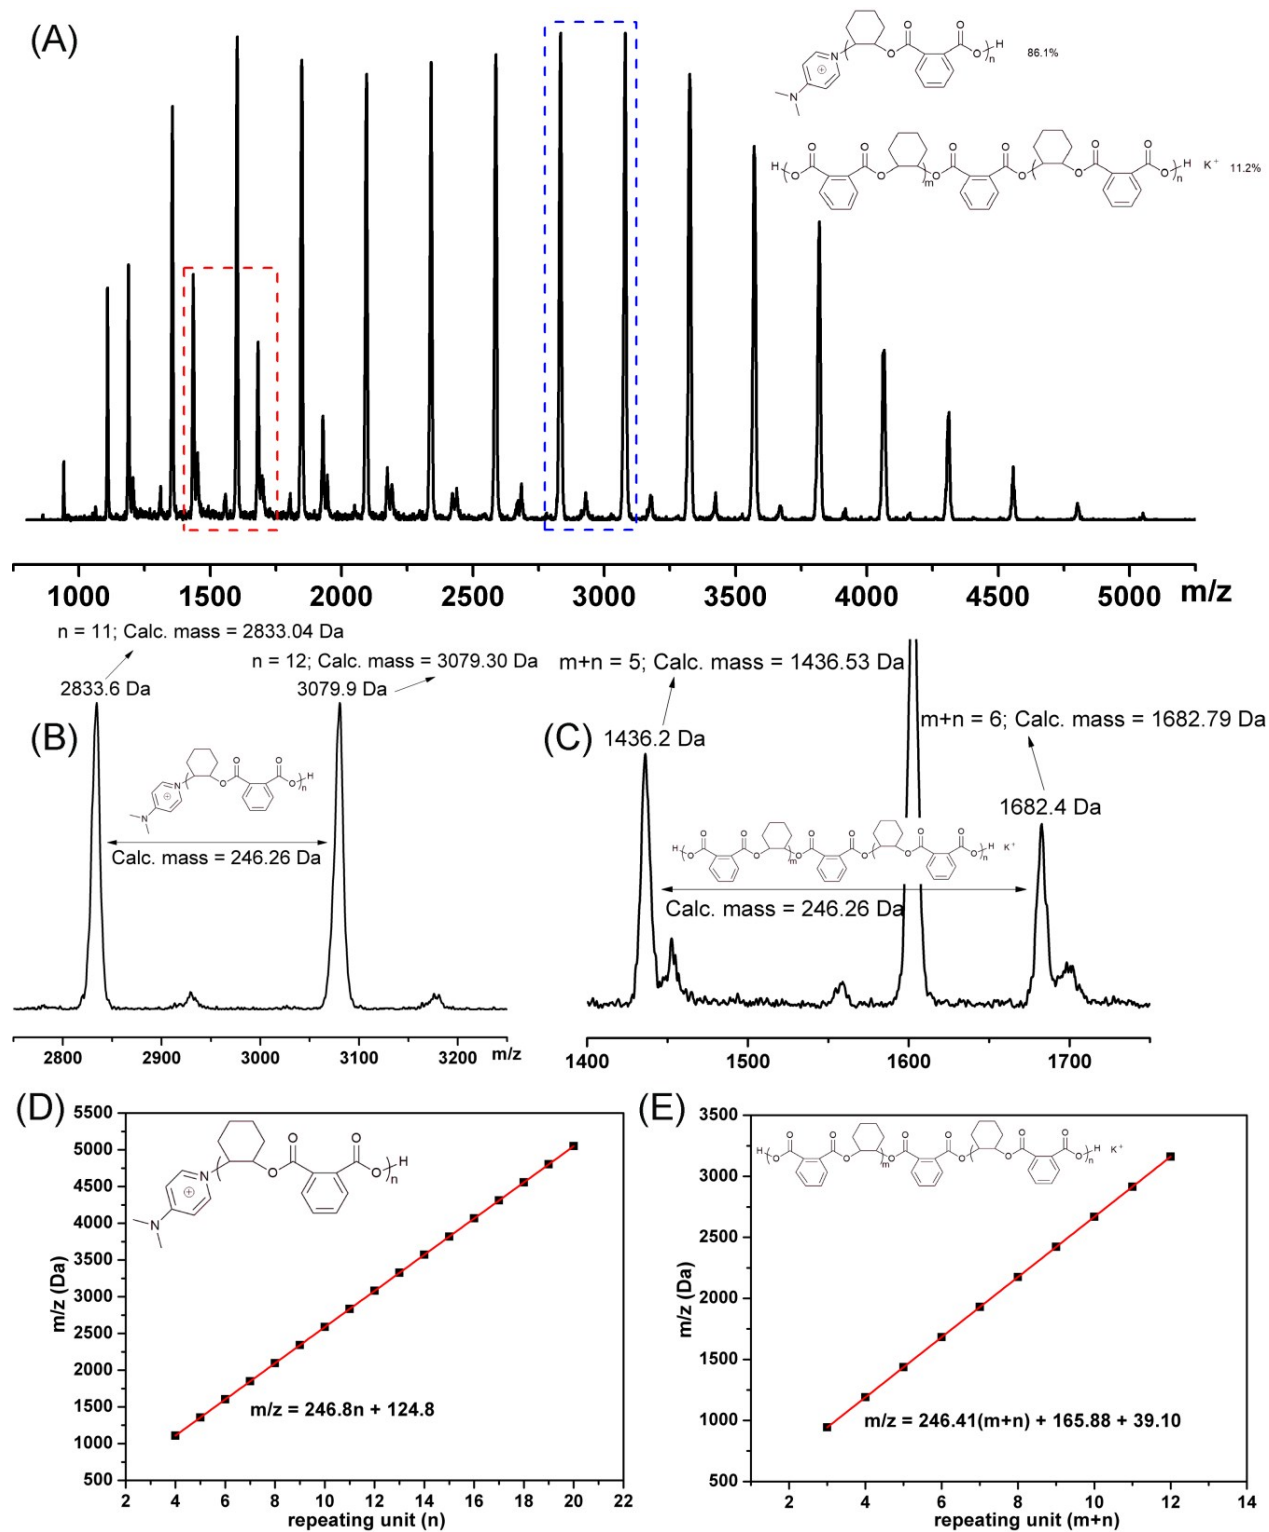 (A)
86.1%
N
⊕
N
O
O
O
O
H
n
H
O
O
O
O
m
O
O
O
O
O
O
O
O
H
n
K+
11.2%
1000 1500 2000 2500 3000 3500 4000 4500 5000 m/z
n = 11; Calc. mass = 2833.04 Da
n = 12; Calc. mass = 3079.30 Da
2833.6 Da
3079.9 Da
(B)
N
⊕
N
O
O
O
O
H
n
Calc. mass = 246.26 Da
2800 2900 3000 3100 3200 m/z
m+n = 5; Calc. mass = 1436.53 Da
m+n = 6; Calc. mass = 1682.79 Da
(C)
1436.2 Da
1682.4 Da
H
O
O
O
O
m
O
O
O
O
O
O
O
O
H
n
K+
Calc. mass = 246.26 Da
1400 1500 1600 1700
(D)
5500
5000
4500
4000
3500
3000
2500
2000
1500
1000
500
m/z (Da)
N
⊕
N
O
O
O
O
H
n
m/z = 246.8n + 124.8
2 4 6 8 10 12 14 16 18 20 22
repeating unit (n)
(E)
3500
3000
2500
2000
1500
1000
500
m/z (Da)
H
O
O
O
O
m
O
O
O
O
O
O
O
O
H
n
K+
m/z = 246.41(m+n) + 165.88 + 39.10
2 4 6 8 10 12 14
repeating unit (m+n)